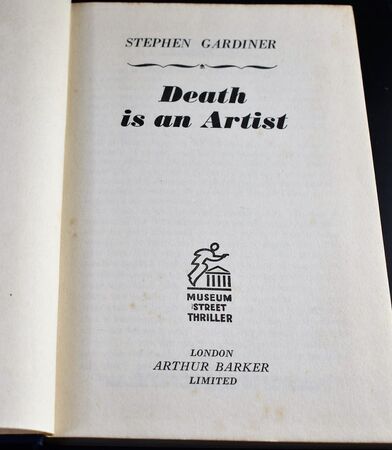 STEPHEN GARDINER
Death
is an Artist
MUSEUM
STREET
THRILLER
LONDON
ARTHUR BARKER
LIMITED